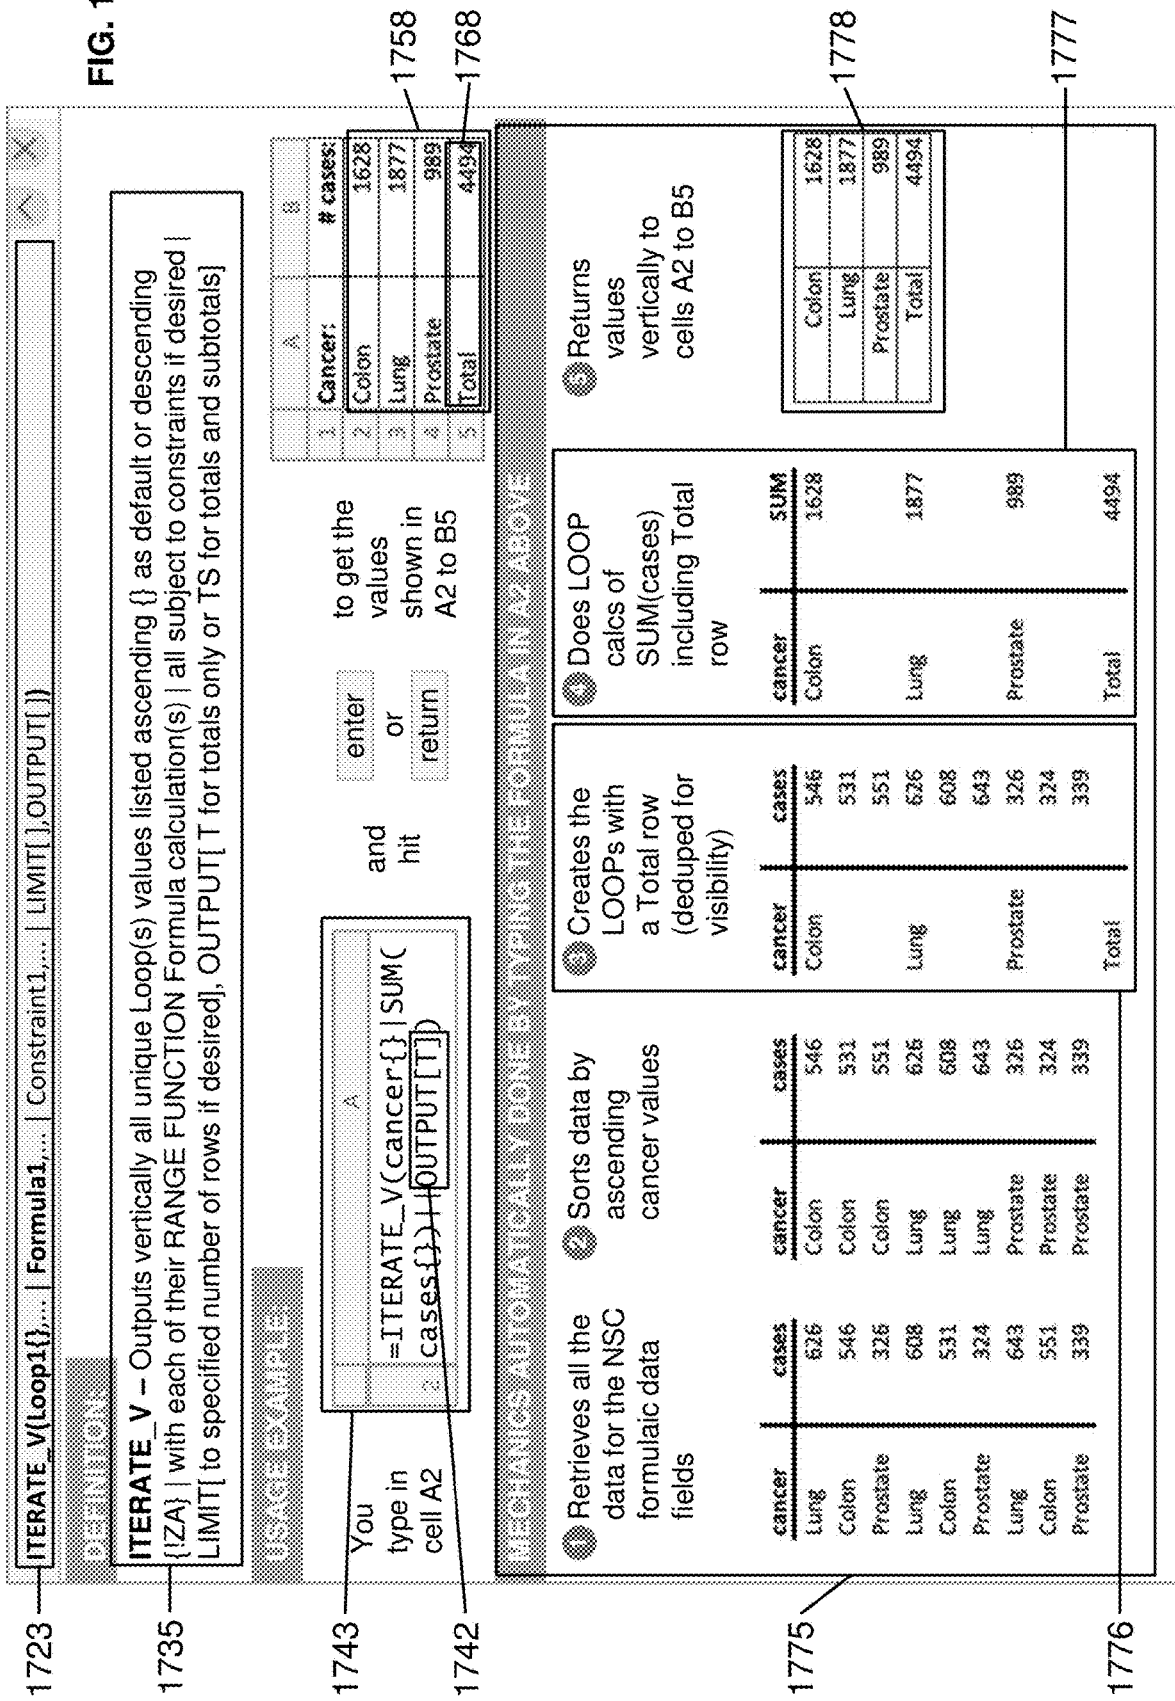 FIG. 1
1723
ITERATE_V(Loop1{},... | Formula1,... | Constraint1,... | LIMIT[ ],OUTPUT[ ])
DEFINITION:
1735
ITERATE_V – Outputs vertically all unique Loop(s) values listed ascending {} as default or descending
{!ZA} | with each of their RANGE FUNCTION Formula calculation(s) | all subject to constraints if desired |
LIMIT[ to specified number of rows if desired], OUTPUT[ T for totals only or TS for totals and subtotals]
USAGE EXAMPLE:
You
type in
cell A2
1743
1742
A
2
=ITERATE_V(cancer{}|SUM(
cases{})||OUTPUT[T])
and
hit
enter
or
return
to get the
values
shown in
A2 to B5
A B
1 Cancer: # cases:
2 Colon 1628
3 Lung 1877
4 Prostate 989
5 Total 4494
1758
1768
MECHANICS AUTOMATICALLY DONE BY TYPING THE FORMULA IN A2 ABOVE
1 Retrieves all the
data for the NSC
formulaic data
fields
cancer cases
Lung 626
Colon 546
Prostate 326
Lung 608
Colon 531
Prostate 324
Lung 643
Colon 551
Prostate 339
2 Sorts data by
ascending
cancer values
cancer cases
Colon 546
Colon 531
Colon 551
Lung 626
Lung 608
Lung 643
Prostate 326
Prostate 324
Prostate 339
3 Creates the
LOOPs with
a Total row
(deduped for
visibility)
cancer cases
Colon 546
531
551
Lung 626
608
643
Prostate 326
324
339
Total
4 Does LOOP
calcs of
SUM(cases)
including Total
row
cancer SUM
Colon 1628
Lung 1877
Prostate 989
Total 4494
5 Returns
values
vertically to
cells A2 to B5
Colon 1628
Lung 1877
Prostate 989
Total 4494
1778
1777
1775
1776